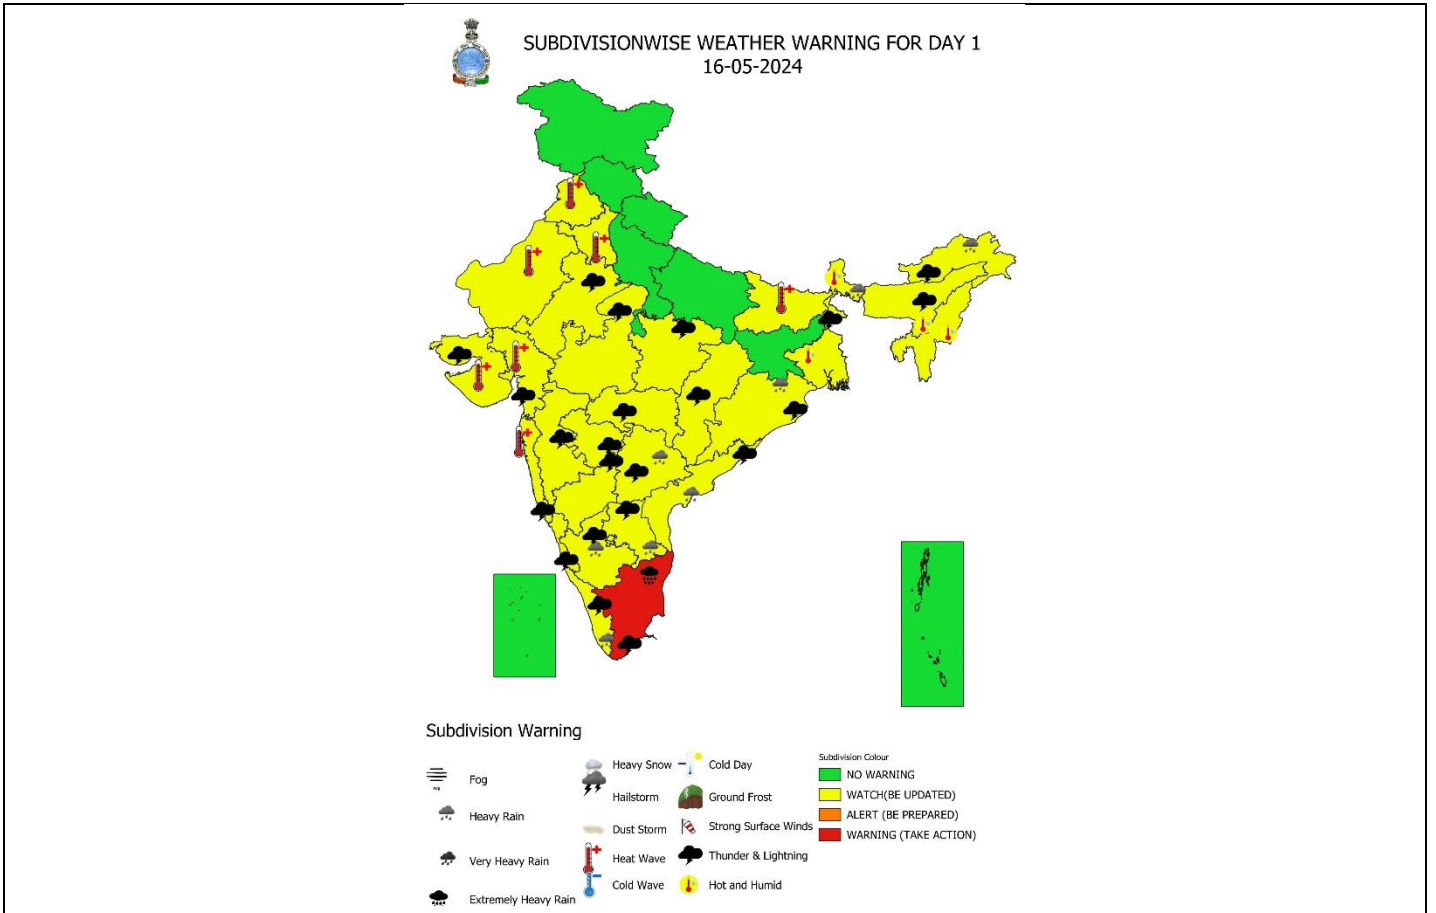 SUBDIVISIONWISE WEATHER WARNING FOR DAY 1
16-05-2024
Subdivision Warning
Fog
FOG
Heavy Rain
Very Heavy Rain
Extremely Heavy Rain
Heavy Snow
Hailstorm
Dust Storm
Heat Wave
Cold Wave
Cold Day
Ground Frost
Strong Surface Winds
Thunder & Lightning
Hot and Humid
Subdivision Colour
NO WARNING
WATCH(BE UPDATED)
ALERT (BE PREPARED)
WARNING (TAKE ACTION)